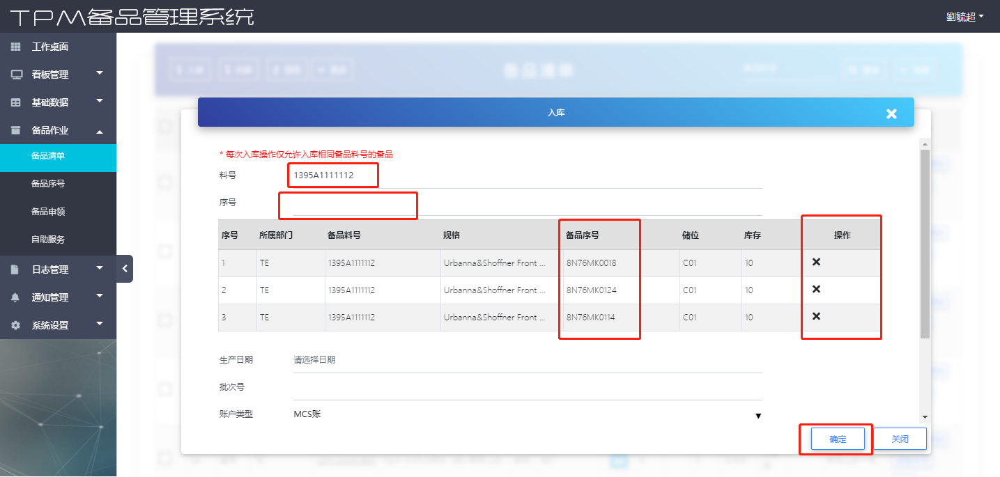 TPM备品管理系统
劉毓超
工作桌面
看板管理
基础数据
备品作业
备品清单
备品序号
备品申领
自助服务
日志管理
通知管理
系统设置
备品清单
入库
* 每次入库操作仅允许入库相同备品料号的备品
料号 1395A1111112
序号
序号 所属部门 备品料号 规格 备品序号 储位 库存 操作
1 TE 1395A1111112 Urbanna&Shoffner Front ... 8N76MK0018 C01 10
2 TE 1395A1111112 Urbanna&Shoffner Front ... 8N76MK0124 C01 10
3 TE 1395A1111112 Urbanna&Shoffner Front ... 8N76MK0114 C01 10
生产日期 请选择日期
批次号
账户类型 MCS账
确定 关闭